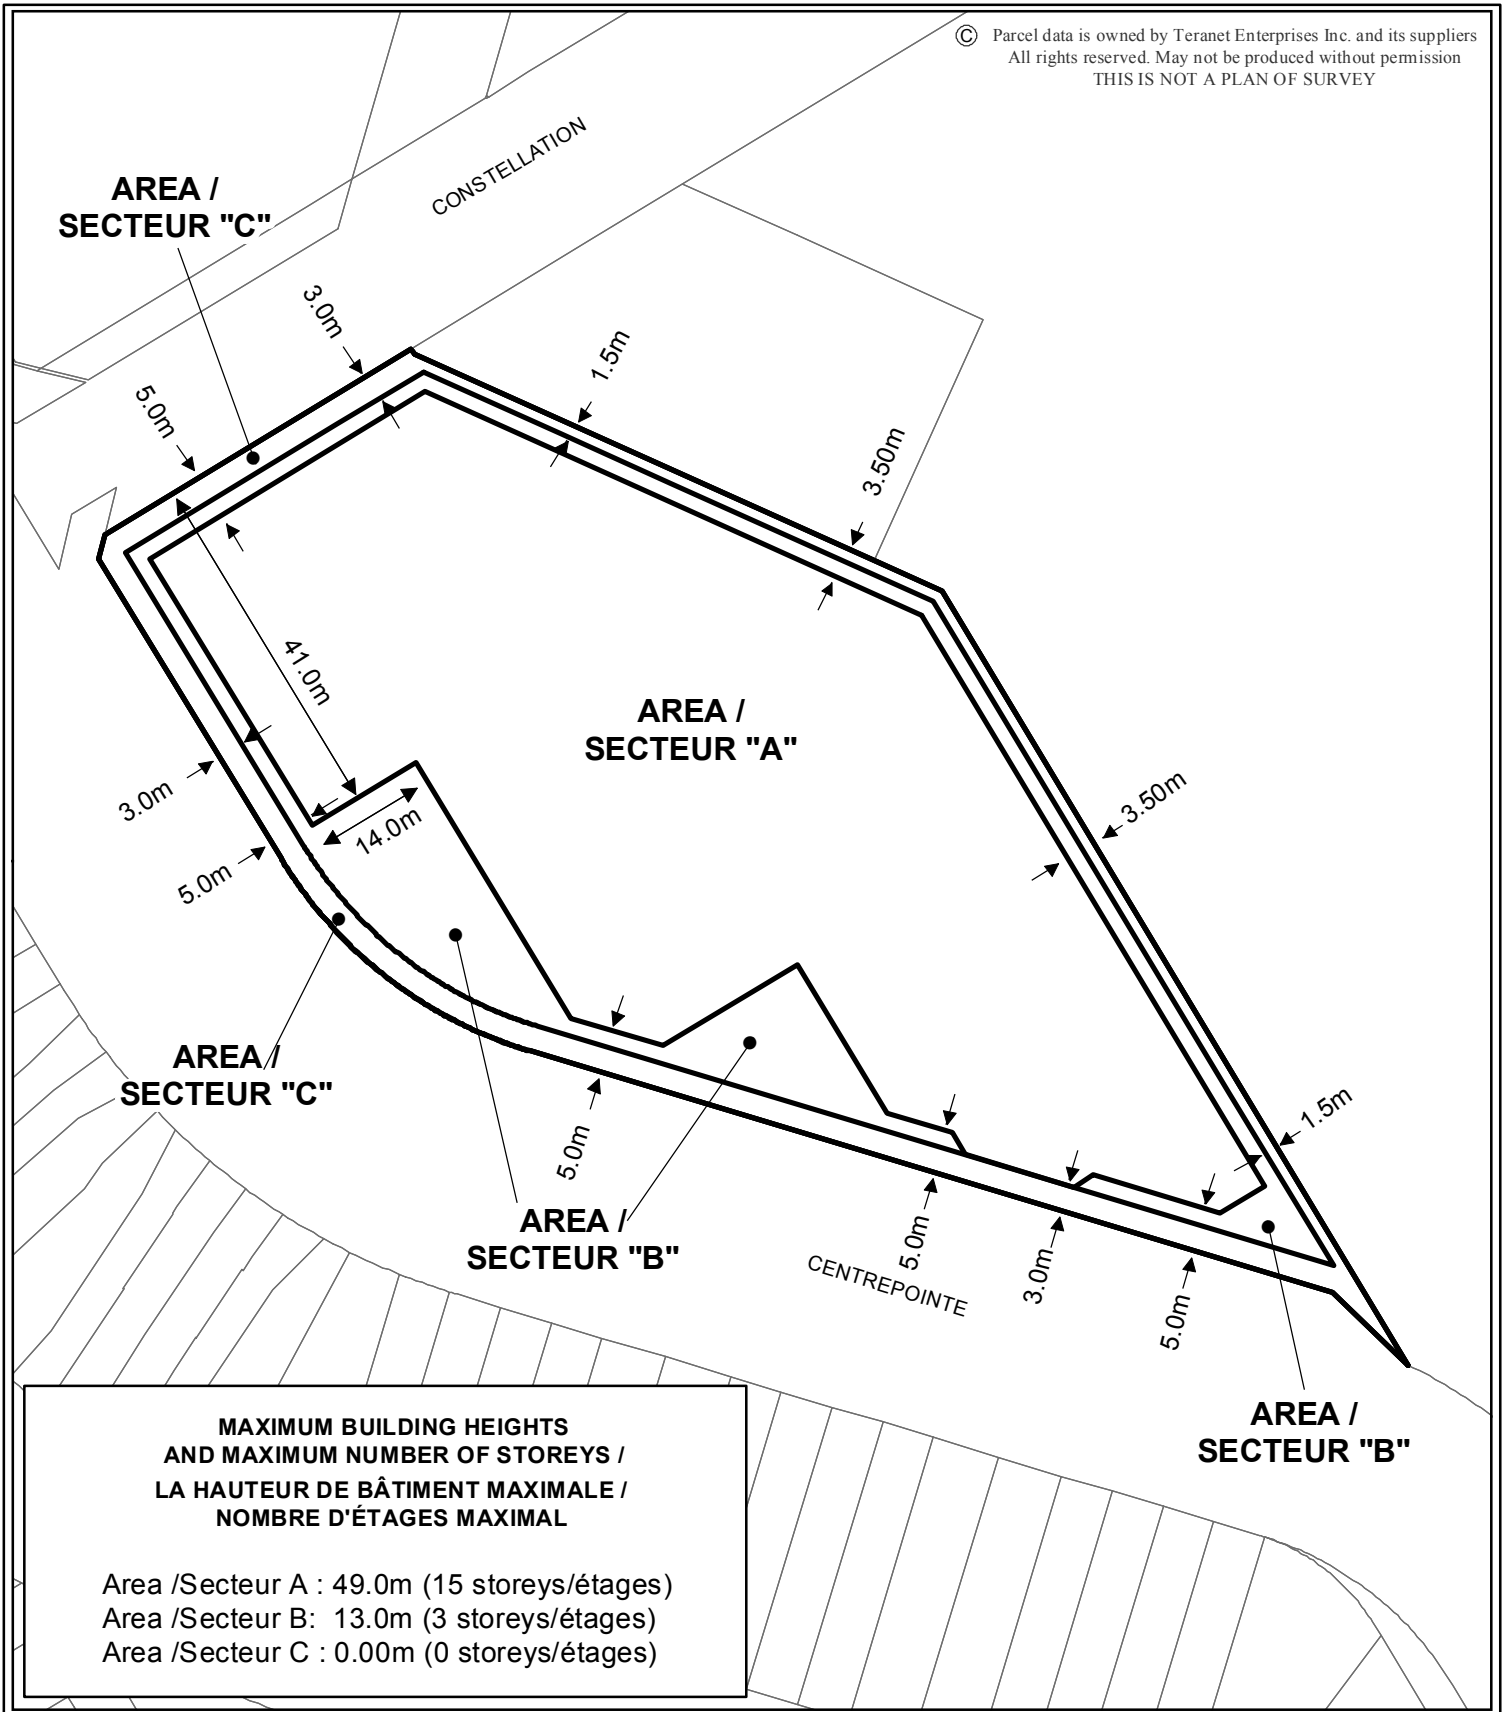 © Parcel data is owned by Teranet Enterprises Inc. and its suppliers
All rights reserved. May not be produced without permission
THIS IS NOT A PLAN OF SURVEY
CONSTELLATION
AREA /
SECTEUR "C"
3.0m
1.5m
5.0m
3.50m
41.0m
AREA /
SECTEUR "A"
3.0m
14.0m
3.50m
5.0m
AREA /
SECTEUR "C"
1.5m
5.0m
AREA /
SECTEUR "B"
5.0m
3.0m
CENTREPOINTE
5.0m
AREA /
SECTEUR "B"
MAXIMUM BUILDING HEIGHTS
AND MAXIMUM NUMBER OF STOREYS /
LA HAUTEUR DE BÂTIMENT MAXIMALE /
NOMBRE D'ÉTAGES MAXIMAL
Area /Secteur A : 49.0m (15 storeys/étages)
Area /Secteur B: 13.0m (3 storeys/étages)
Area /Secteur C : 0.00m (0 storeys/étages)